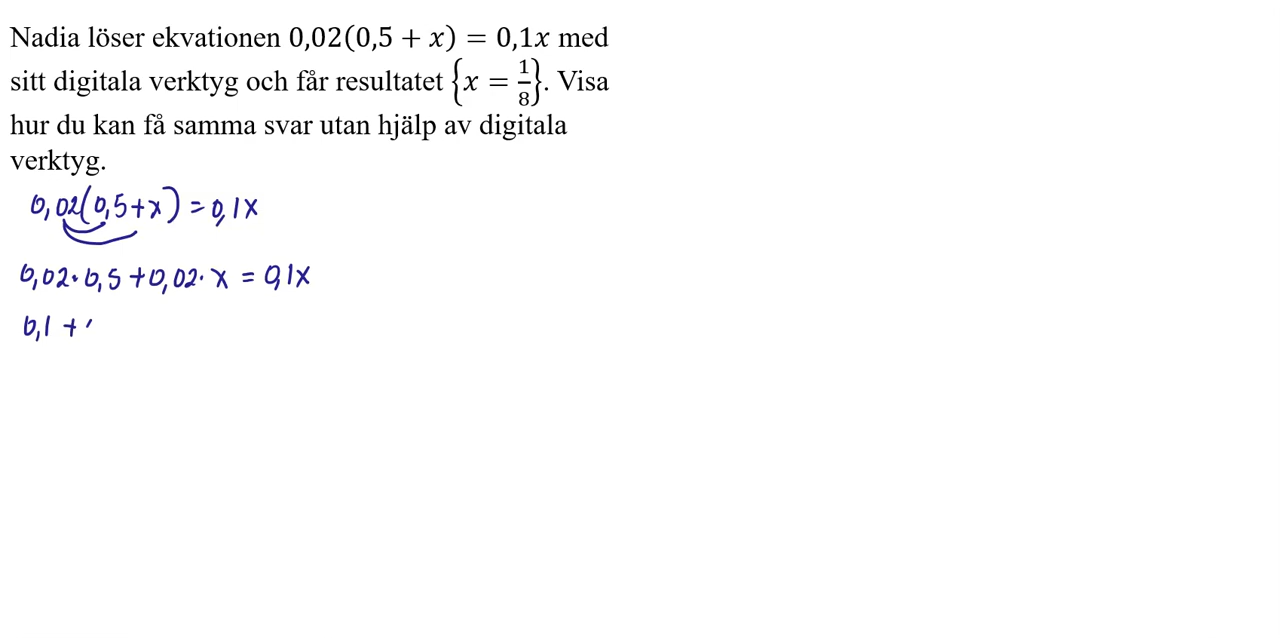 Nadia löser ekvationen 0,02(0,5 + x) = 0,1x med
sitt digitala verktyg och får resultatet {x = 1/8}. Visa
hur du kan få samma svar utan hjälp av digitala
verktyg.
0,02(0,5+x) = 0,1x
0,02·0,5+0,02·x = 0,1x
0,1 +